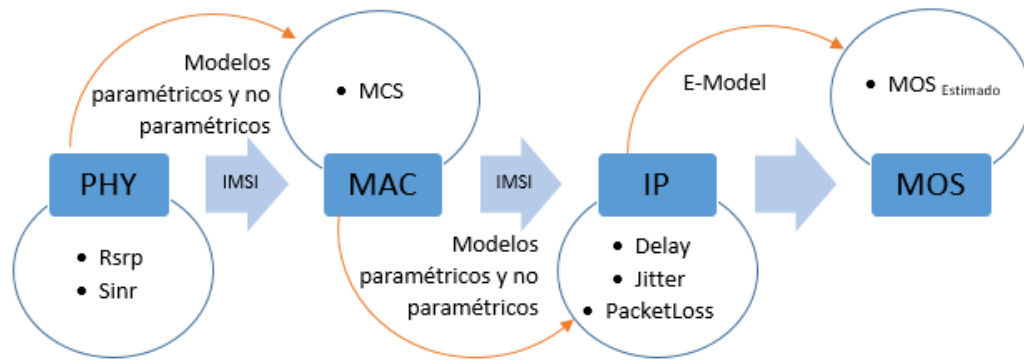 Modelos
paramétricos y no
paramétricos
• MCS
E-Model
• MOS Estimado
PHY
IMSI
MAC
IMSI
IP
MOS
• Rsrp
• Sinr
Modelos
paramétricos y no
paramétricos
• Delay
• Jitter
• PacketLoss